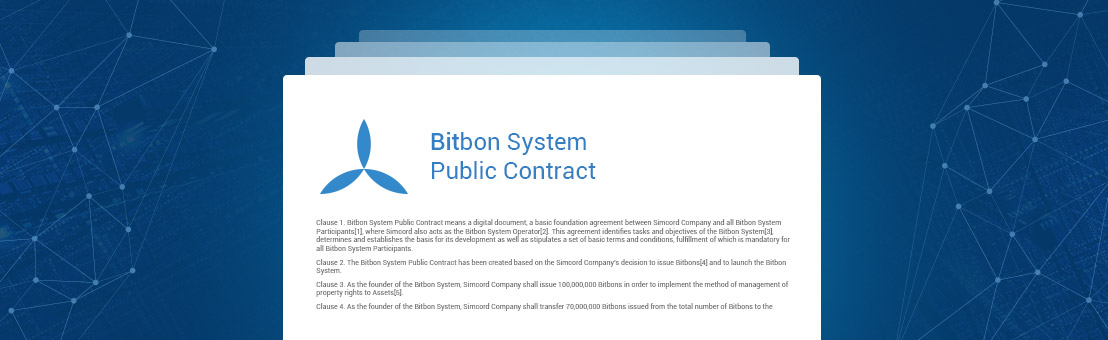 Bitbon System
Public Contract
Clause 1. Bitbon System Public Contract means a digital document, a basic foundation agreement between Simcord Company and all Bitbon System
Participants[1], where Simcord also acts as the Bitbon System Operator[2]. This agreement identifies tasks and objectives of the Bitbon System[3],
determines and establishes the basis for its development as well as stipulates a set of basic terms and conditions, fulfillment of which is mandatory for
all Bitbon System Participants.
Clause 2. The Bitbon System Public Contract has been created based on the Simcord Company's decision to issue Bitbons[4] and to launch the Bitbon
System.
Clause 3. As the founder of the Bitbon System, Simcord Company shall issue 100,000,000 Bitbons in order to implement the method of management of
property rights to Assets[5].
Clause 4. As the founder of the Bitbon System, Simcord Company shall transfer 70,000,000 Bitbons issued from the total number of Bitbons to the